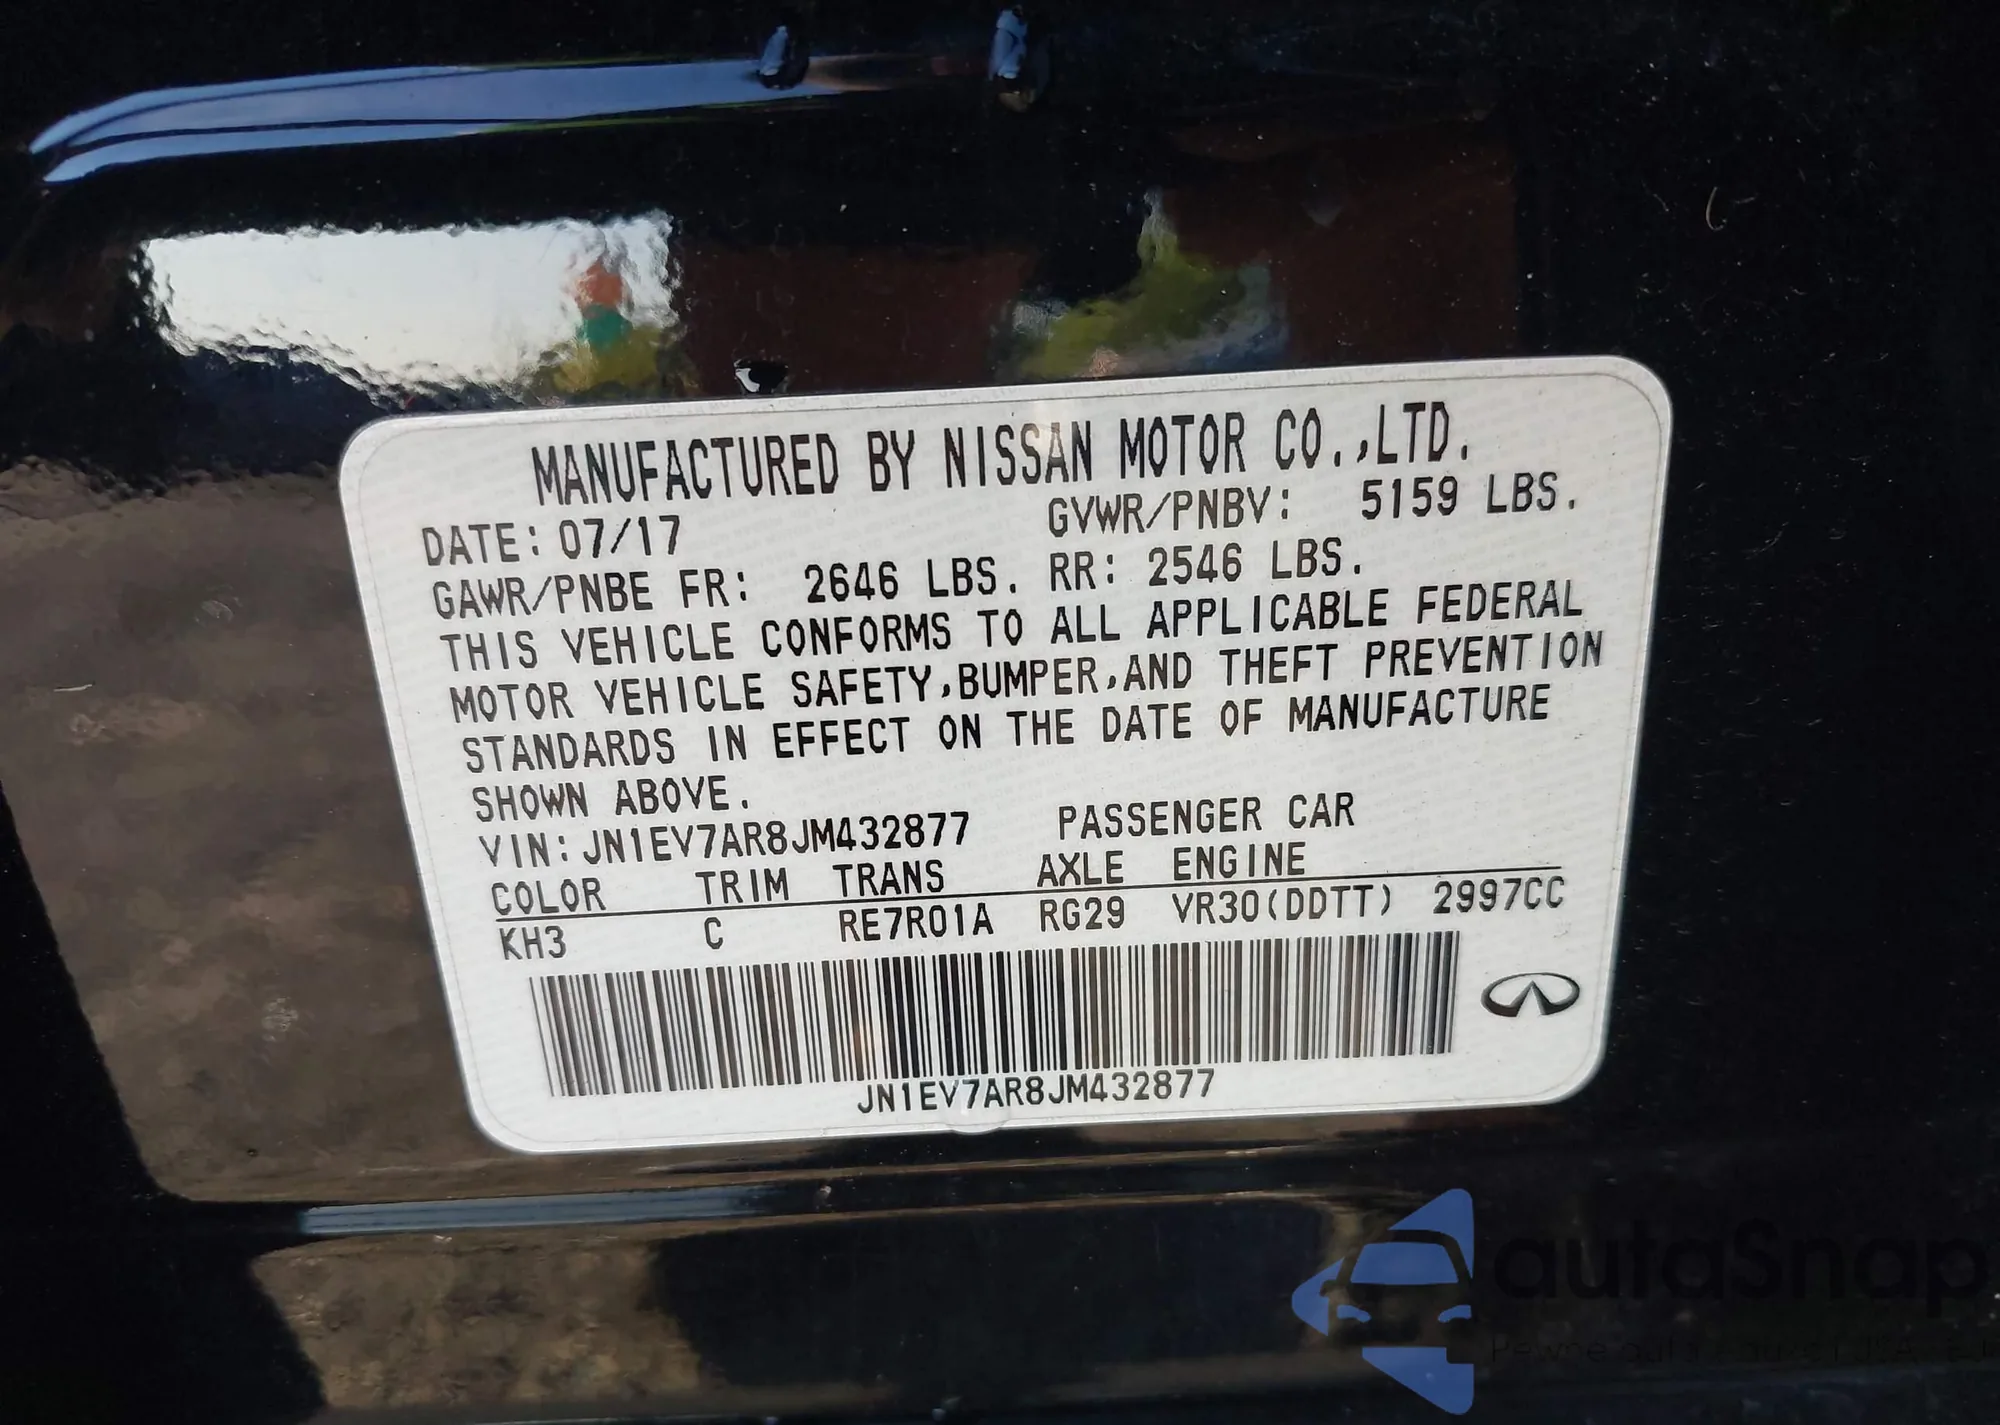 MANUFACTURED BY NISSAN MOTOR CO.,LTD.
DATE: 07/17 GVWR/PNBV: 5159 LBS.
GAWR/PNBE FR: 2646 LBS. RR: 2546 LBS.
THIS VEHICLE CONFORMS TO ALL APPLICABLE FEDERAL
MOTOR VEHICLE SAFETY,BUMPER,AND THEFT PREVENTION
STANDARDS IN EFFECT ON THE DATE OF MANUFACTURE
SHOWN ABOVE.
VIN: JN1EV7AR8JM432877 PASSENGER CAR
COLOR TRIM TRANS AXLE ENGINE
KH3 C RE7R01A RG29 VR30(DDTT) 2997CC
JN1EV7AR8JM432877
autaSnap